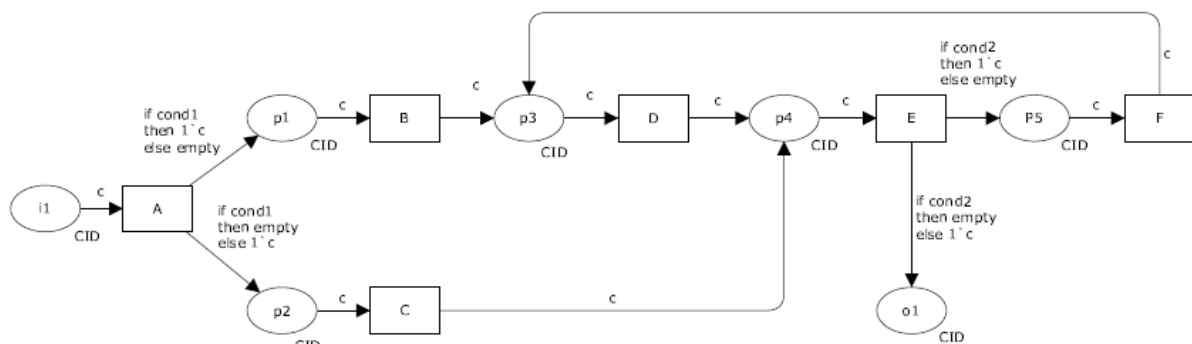 c
if cond2
then 1`c
else empty
if cond1
then 1`c
else empty
p1
c
B
p3
c
D
c
p4
c
E
P5
c
F
CID
CID
CID
CID
i1
c
A
CID
if cond1
then empty
else 1`c
if cond2
then empty
else 1`c
p2
c
C
c
o1
CID
CID